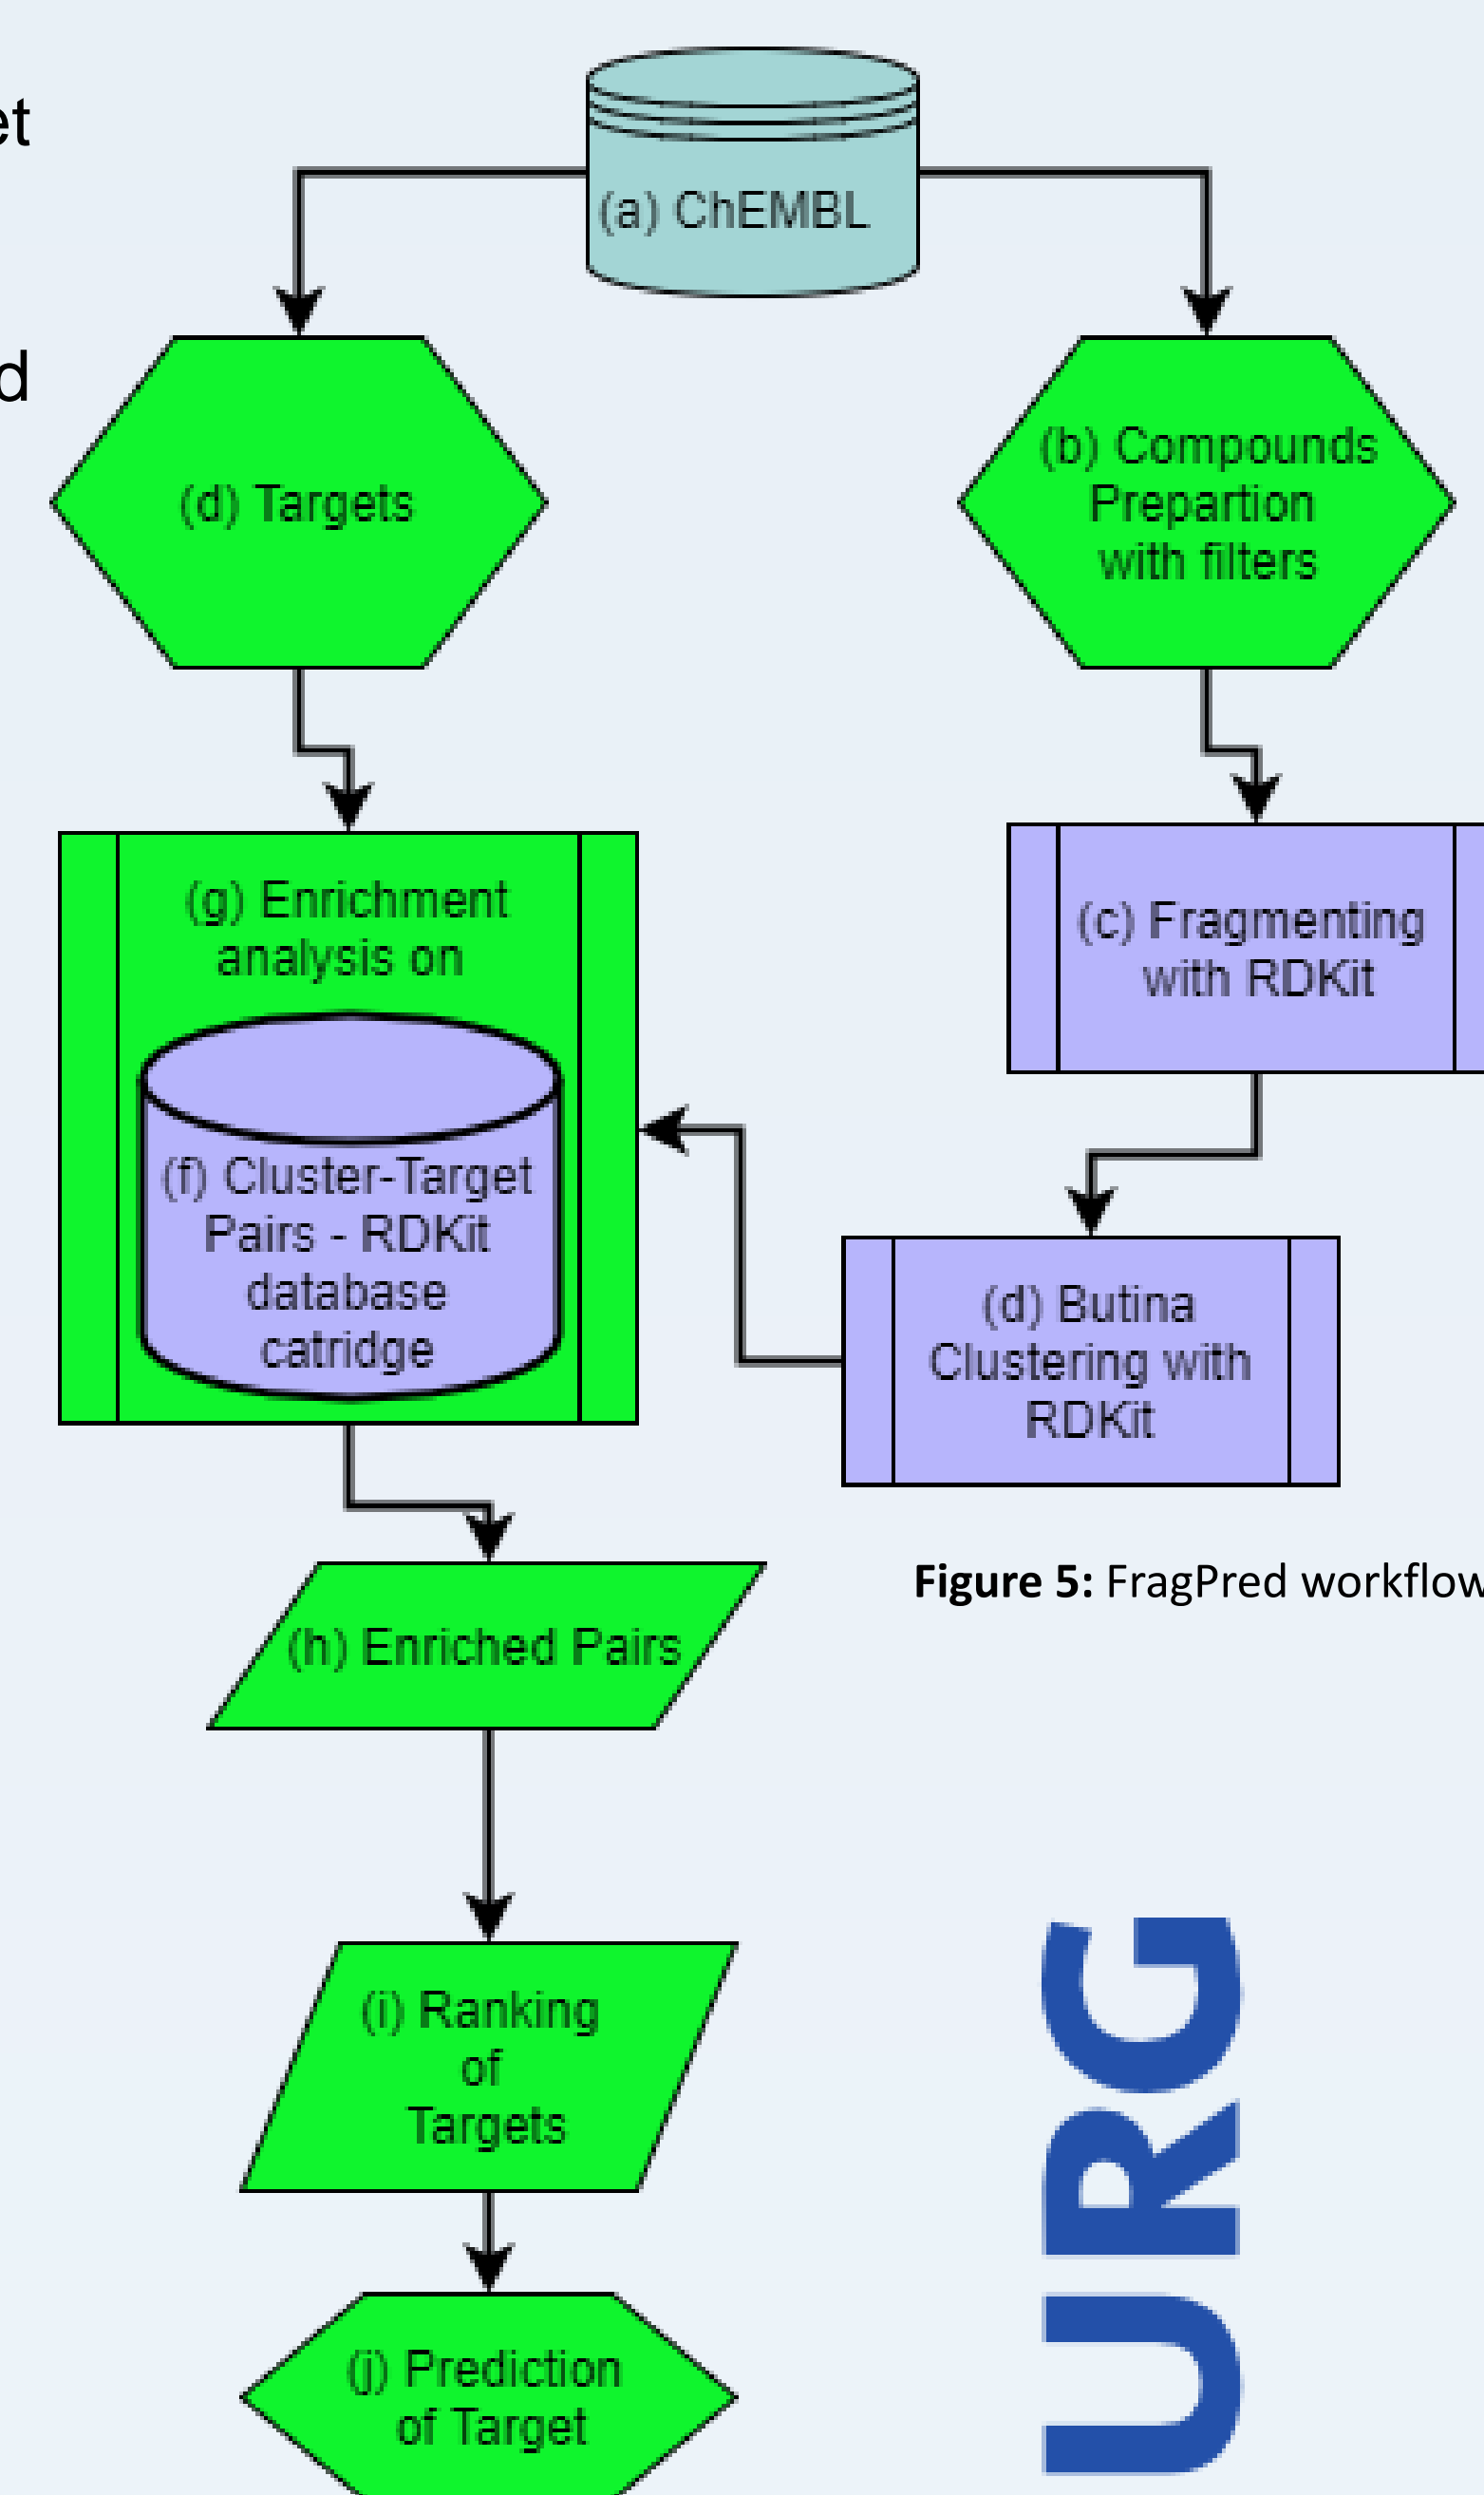 et
d
(a) ChEMBL
(d) Targets
(b) Compounds
Prepartion
with filters
(g) Enrichment
analysis on
(f) Cluster-Target
Pairs - RDKit
database
catridge
(c) Fragmenting
with RDKit
(d) Butina
Clustering with
RDKit
Figure 5: FragPred workflow
(h) Enriched Pairs
(i) Ranking
of
Targets
(j) Prediction
of Target
URG